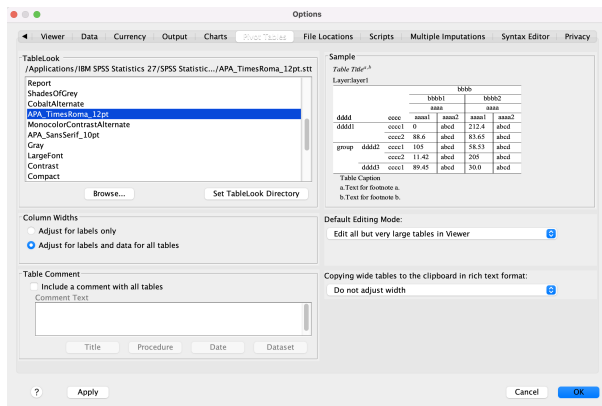 Options
Viewer Data Currency Output Charts Pivot Tables File Locations Scripts Multiple Imputations Syntax Editor Privacy
TableLook
/Applications/IBM SPSS Statistics 27/SPSS Statistic.../APA_TimesRoma_12pt.stt
Report
ShadesOfGrey
CobaltAlternate
APA_TimesRoma_12pt
MonocolorContrastAlternate
APA_SansSerif_10pt
Gray
LargeFont
Contrast
Compact
Browse... Set TableLook Directory
Column Widths
Adjust for labels only
Adjust for labels and data for all tables
Table Comment
Include a comment with all tables
Comment Text
Title Procedure Date Dataset
Sample
Table Title a,b
Layer:layer1
bbbb
bbbb1 bbbb2
aaaa aaaa
dddd cccc aaaa1 aaaa2 aaaa1 aaaa2
dddd1 cccc1 0 abcd 212.4 abcd
cccc2 88.6 abcd 83.65 abcd
group dddd2 cccc1 105 abcd 58.53 abcd
cccc2 11.42 abcd 205 abcd
dddd3 cccc1 89.45 abcd 30.0 abcd
Table Caption
a.Text for footnote a.
b.Text for footnote b.
Default Editing Mode:
Edit all but very large tables in Viewer
Copying wide tables to the clipboard in rich text format:
Do not adjust width
? Apply Cancel OK